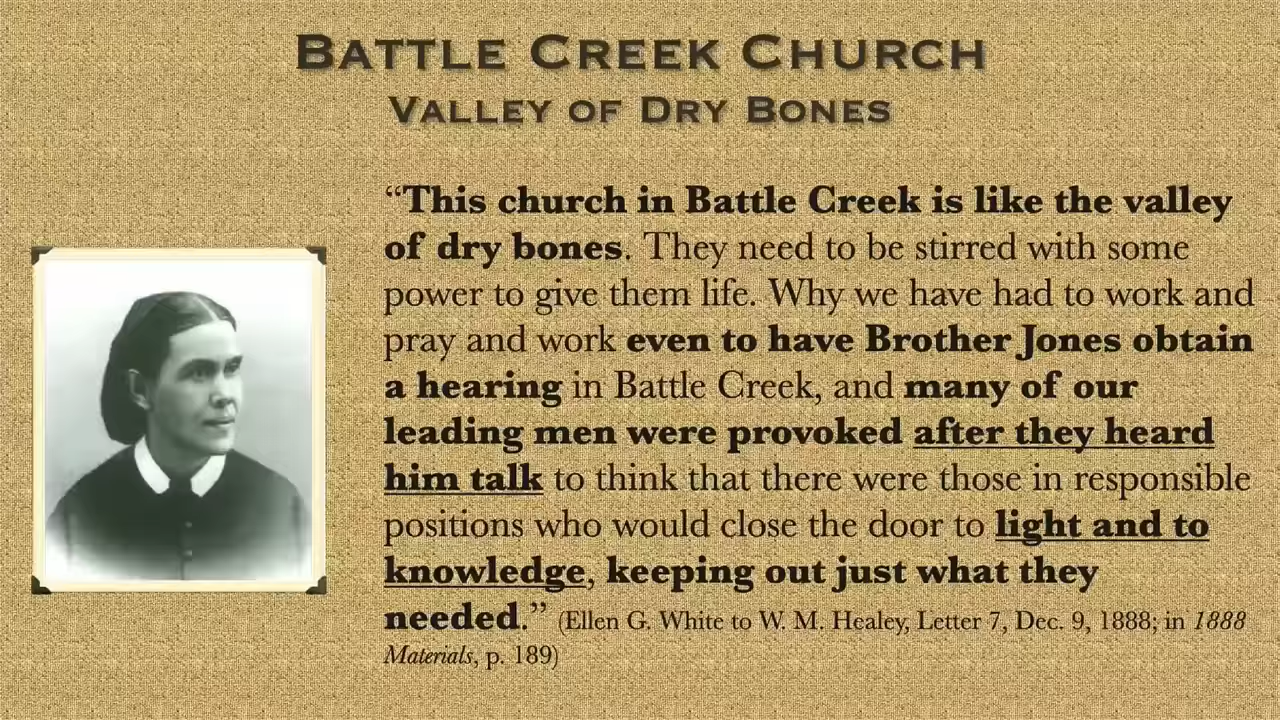 BATTLE CREEK CHURCH
VALLEY OF DRY BONES
“This church in Battle Creek is like the valley
of dry bones. They need to be stirred with some
power to give them life. Why we have had to work and
pray and work even to have Brother Jones obtain
a hearing in Battle Creek, and many of our
leading men were provoked after they heard
him talk to think that there were those in responsible
positions who would close the door to light and to
knowledge, keeping out just what they
needed.” (Ellen G. White to W. M. Healey, Letter 7, Dec. 9, 1888; in 1888
Materials, p. 189)